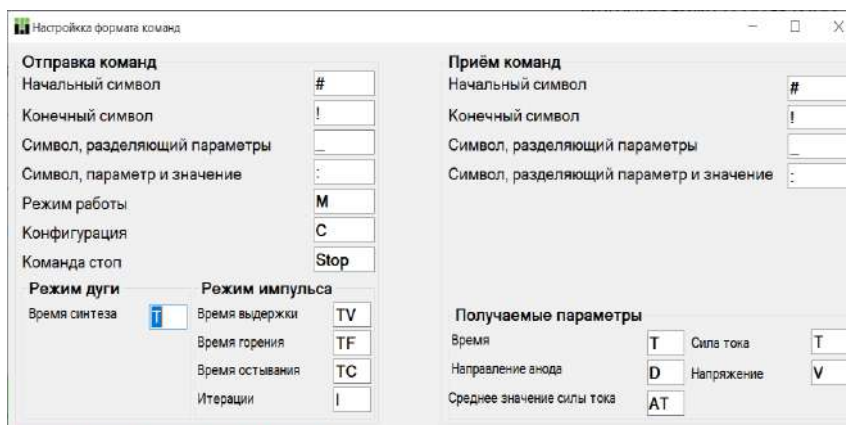 Настройкка формата команд
Отправка команд
Начальный символ #
Конечный символ !
Символ, разделяющий параметры _
Символ, параметр и значение :
Режим работы M
Конфигурация C
Команда стоп Stop
Режим дуги
Время синтеза T
Режим импульса
Время выдержки TV
Время горения TF
Время остывания TC
Итерации I
Приём команд
Начальный символ #
Конечный символ !
Символ, разделяющий параметры _
Символ, разделяющий параметр и значение :
Получаемые параметры
Время T Сила тока T
Направление анода D Напряжение V
Среднее значение силы тока AT